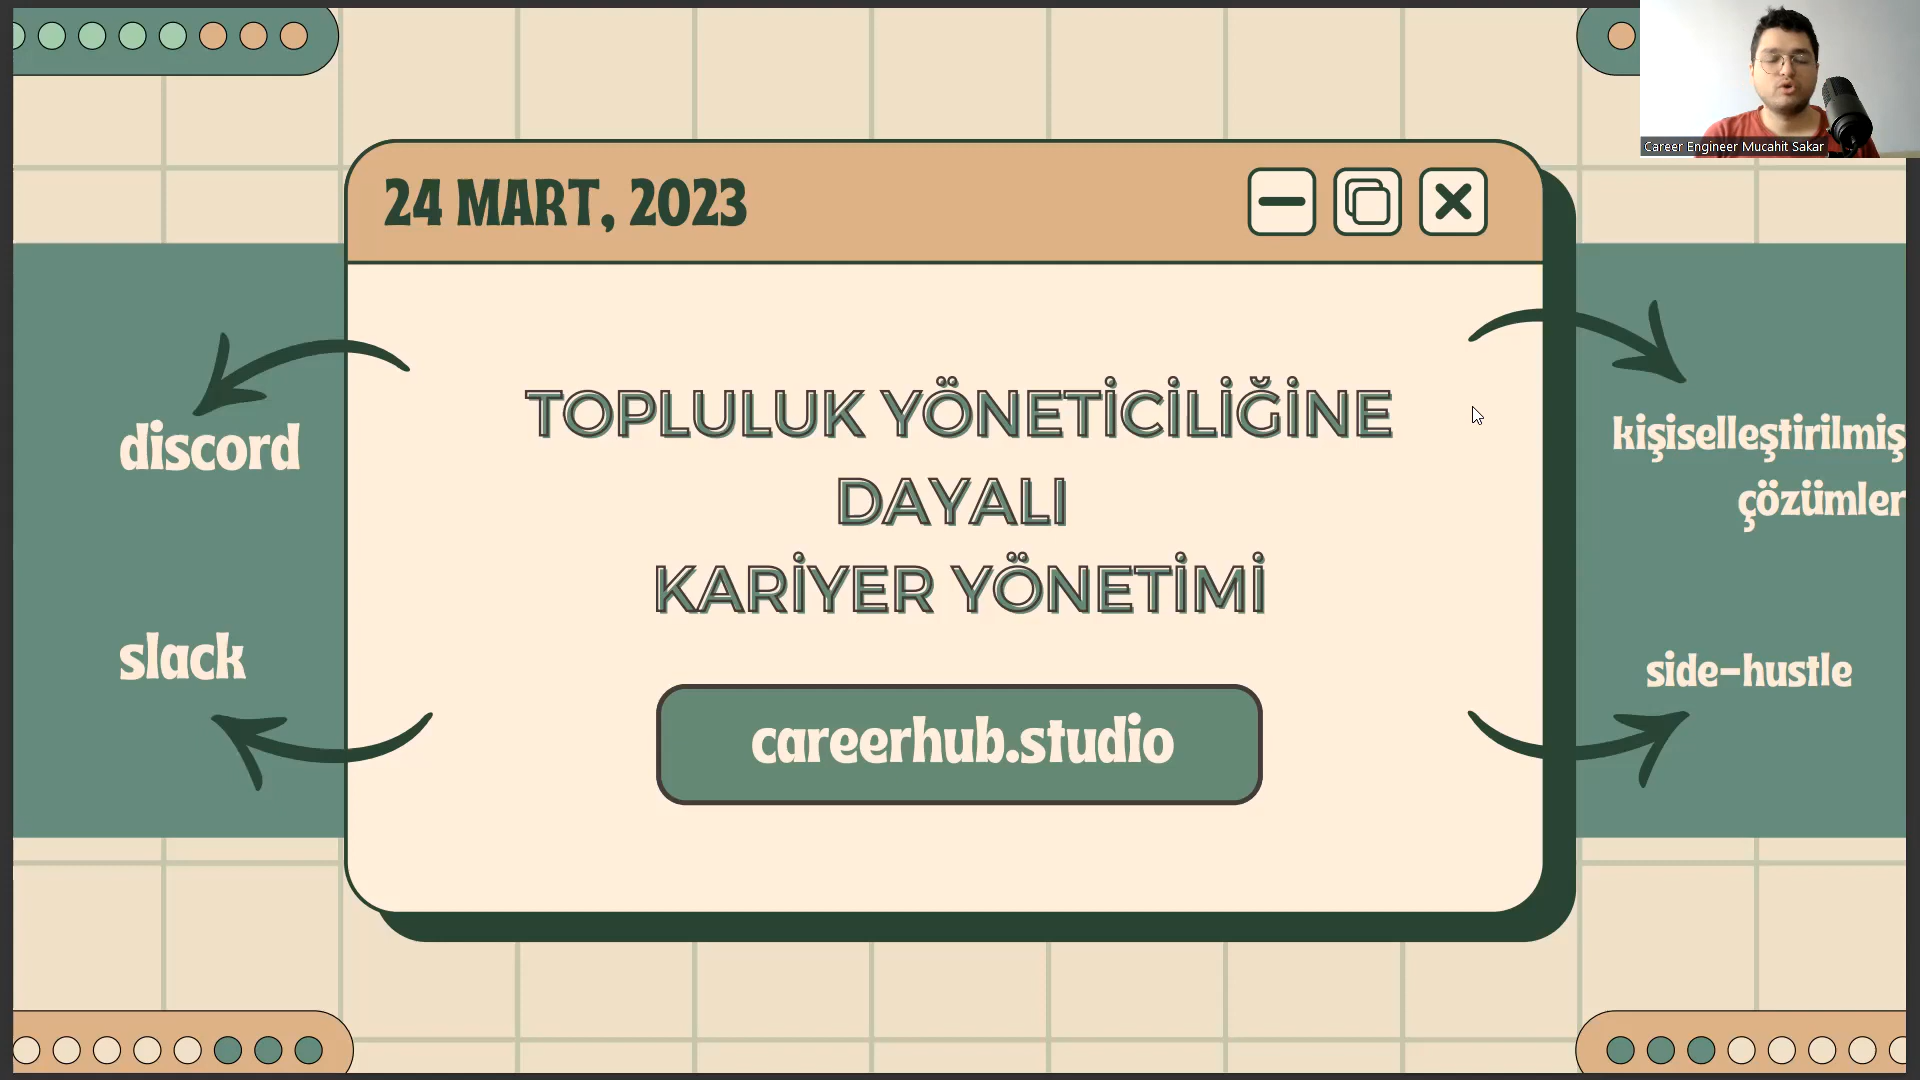 Career Engineer Mucahit Sakar
24 MART, 2023
discord
slack
TOPLULUK YÖNETİCİLİĞİNE
DAYALI
KARİYER YÖNETİMİ
careerhub.studio
kişiselleştirilmiş
çözümler
side-hustle